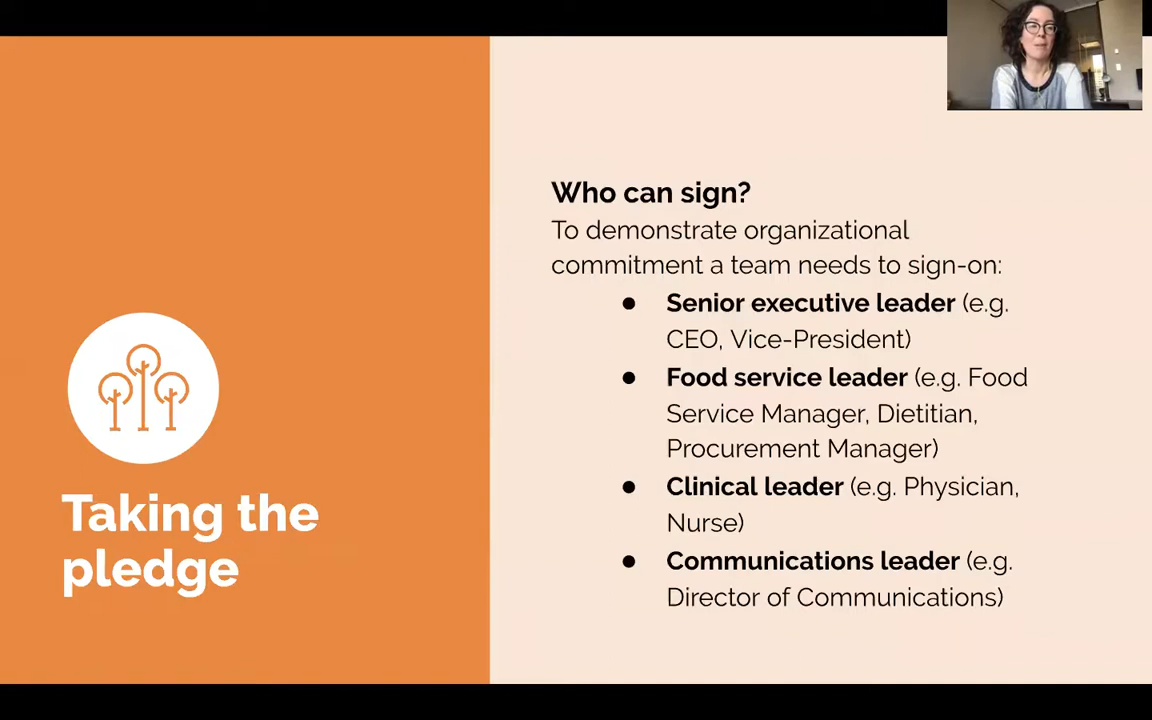 Taking the
pledge
Who can sign?
To demonstrate organizational
commitment a team needs to sign-on:
● Senior executive leader (e.g.
CEO, Vice-President)
● Food service leader (e.g. Food
Service Manager, Dietitian,
Procurement Manager)
● Clinical leader (e.g. Physician,
Nurse)
● Communications leader (e.g.
Director of Communications)